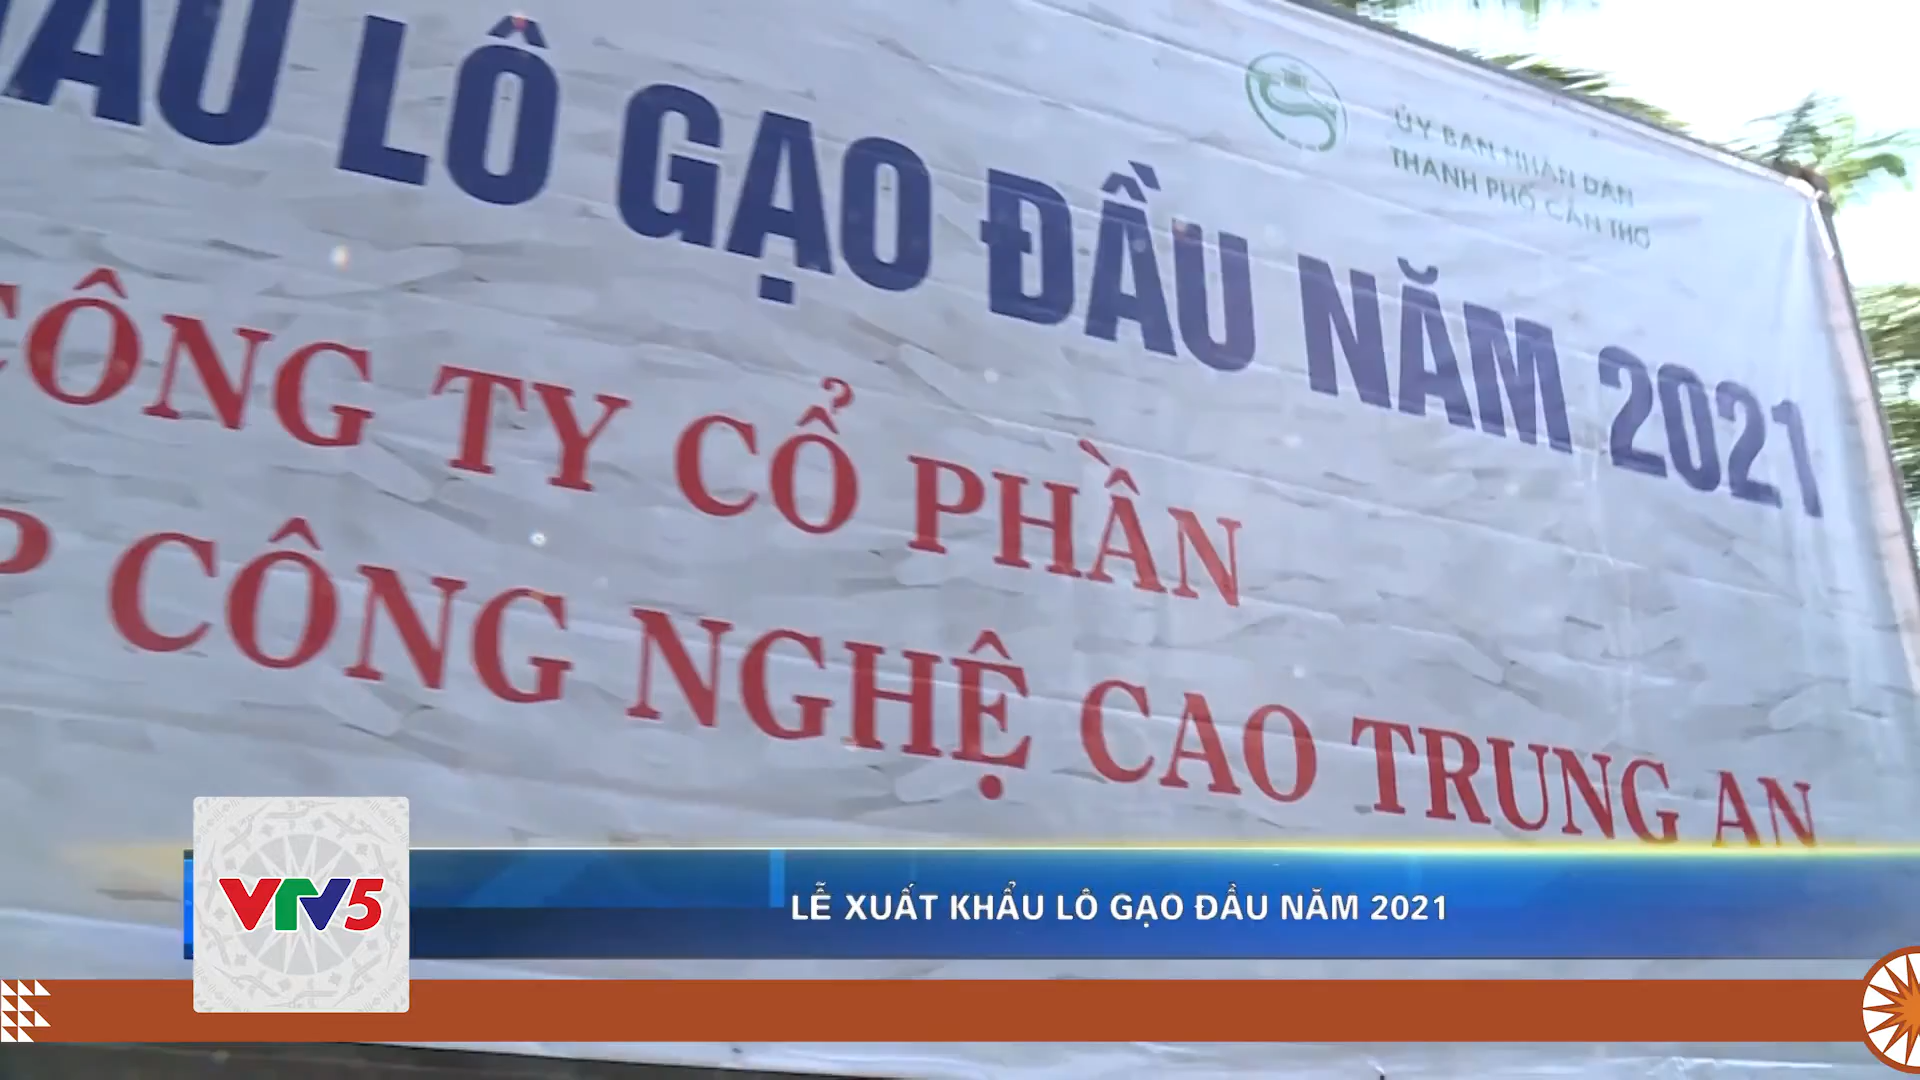 ỦY BAN NHÂN DÂN
THÀNH PHỐ CẦN THƠ
LÔ GẠO ĐẦU NĂM 2021
CÔNG TY CỔ PHẦN
CÔNG NGHỆ CAO TRUNG AN
VTV5
LỄ XUẤT KHẨU LÔ GẠO ĐẦU NĂM 2021